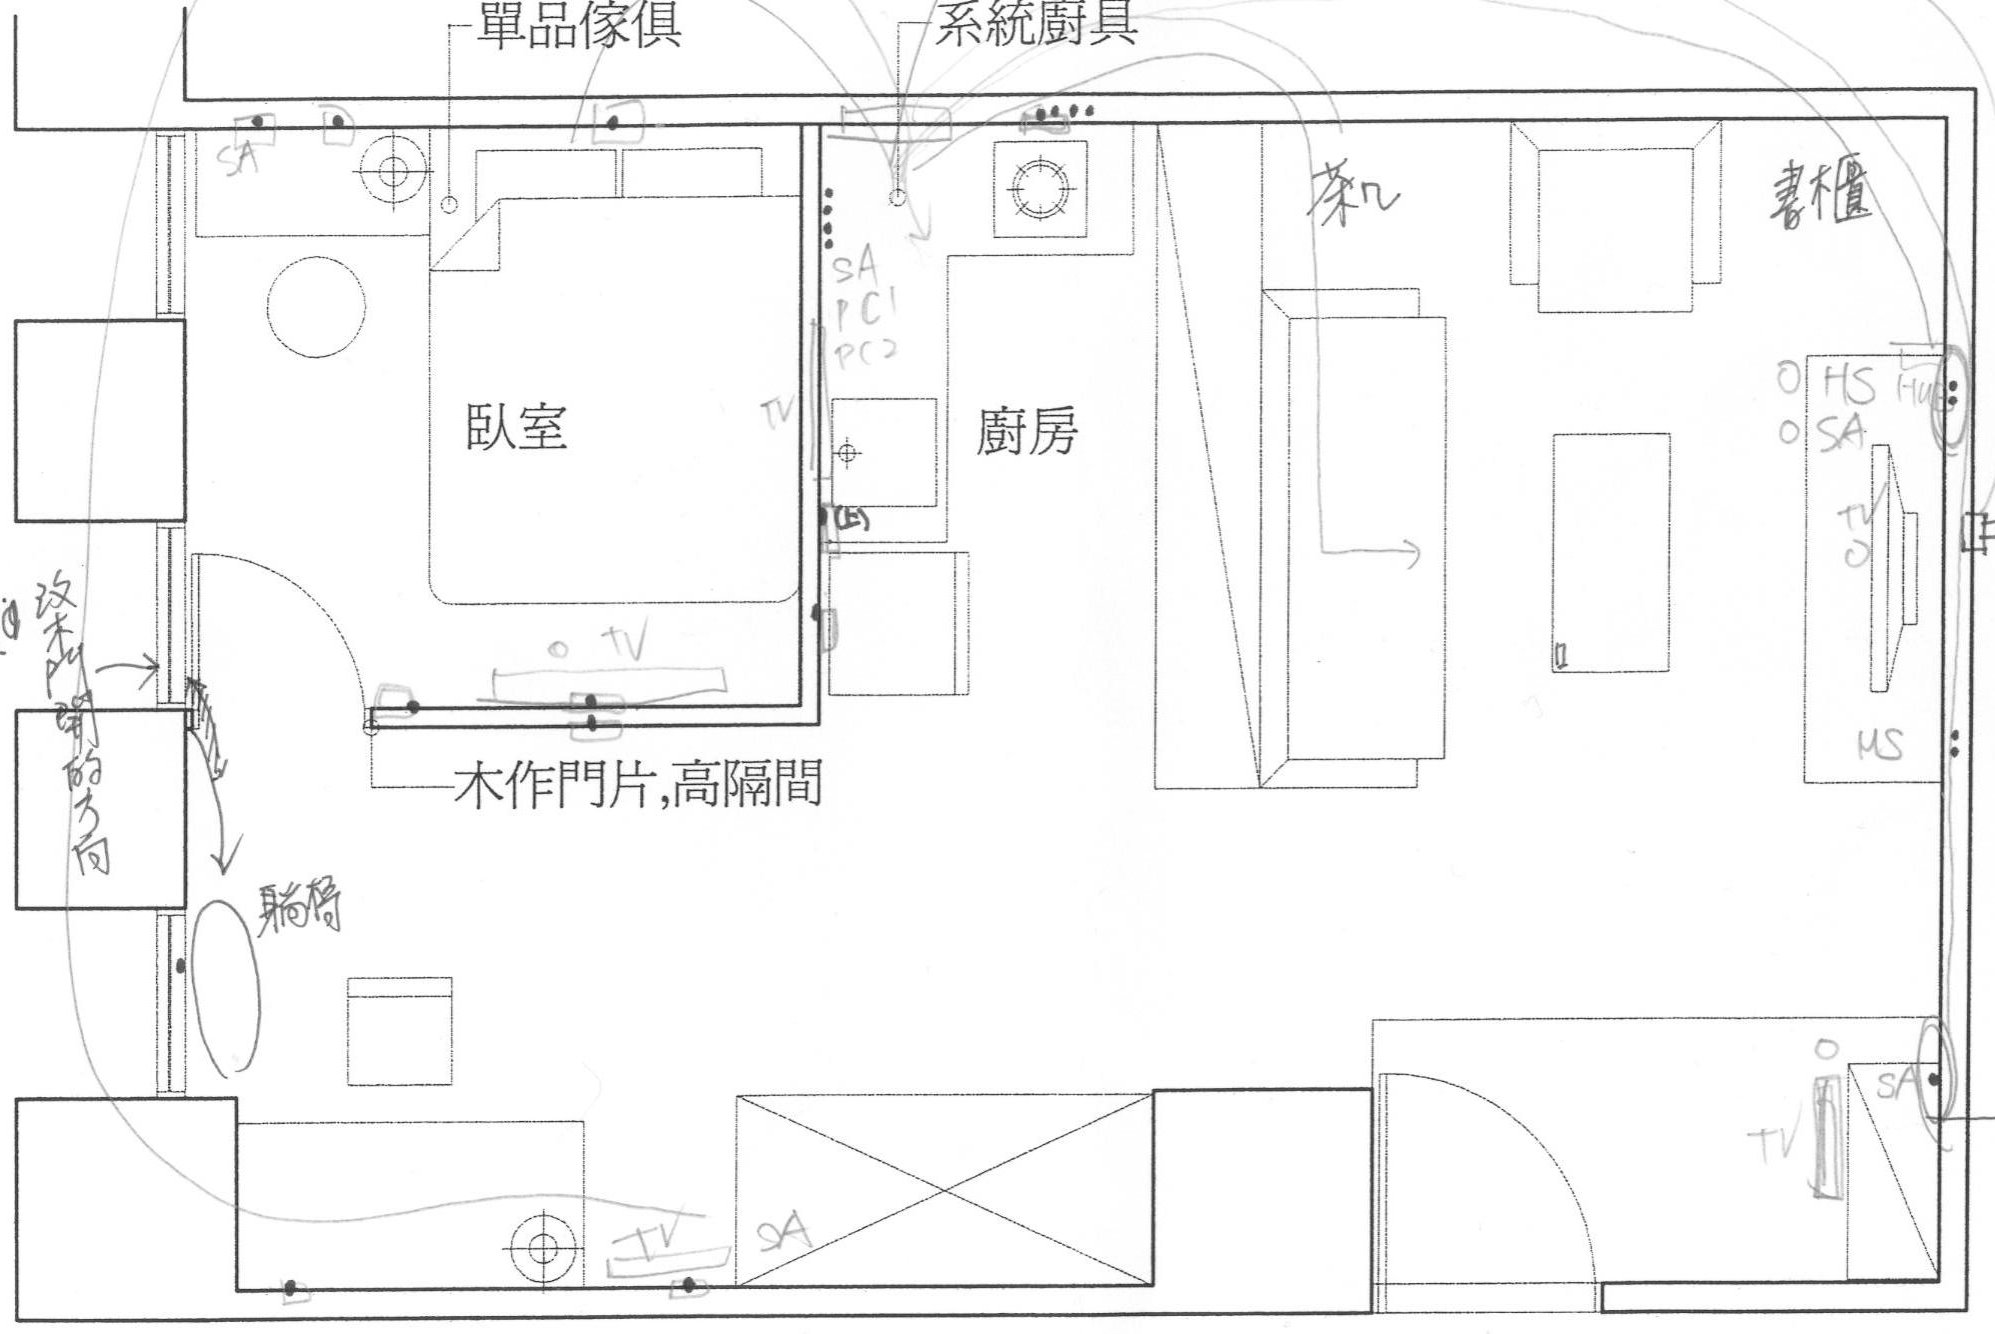 單品傢俱
系統廚具
SA
茶几
書櫃
SA
PC1
PC2
TV
HS Hub
SA
臥室
廚房
(上)
TV
改木門開的方向
TV
MS
木作門片,高隔間
躺椅
SA
TV
TV
SA